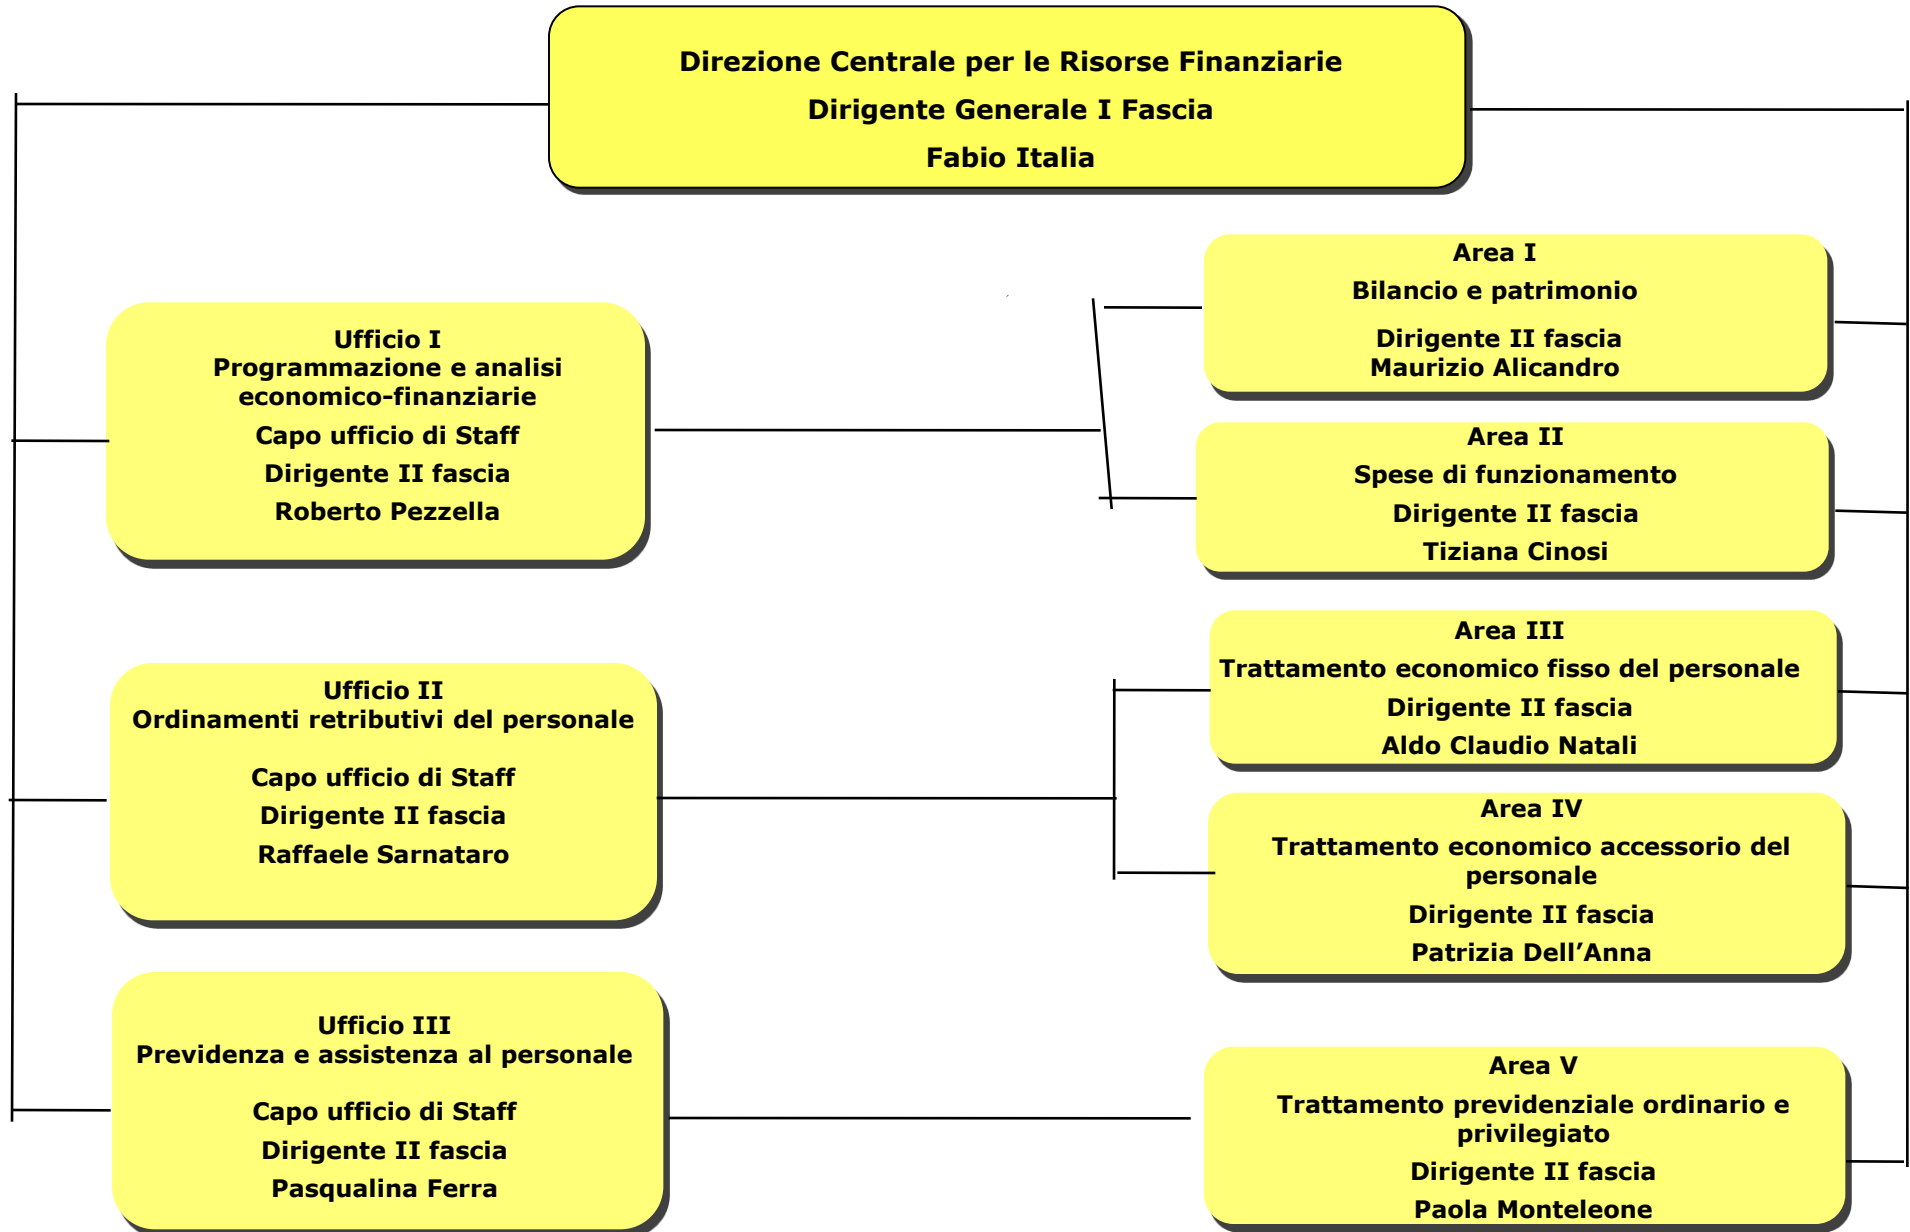 Direzione Centrale per le Risorse Finanziarie
Dirigente Generale I Fascia
Fabio Italia
Ufficio I
Programmazione e analisi
economico-finanziarie
Capo ufficio di Staff
Dirigente II fascia
Roberto Pezzella
Area I
Bilancio e patrimonio
Dirigente II fascia
Maurizio Alicandro
Area II
Spese di funzionamento
Dirigente II fascia
Tiziana Cinosi
Ufficio II
Ordinamenti retributivi del personale
Capo ufficio di Staff
Dirigente II fascia
Raffaele Sarnataro
Area III
Trattamento economico fisso del personale
Dirigente II fascia
Aldo Claudio Natali
Area IV
Trattamento economico accessorio del
personale
Dirigente II fascia
Patrizia Dell’Anna
Ufficio III
Previdenza e assistenza al personale
Capo ufficio di Staff
Dirigente II fascia
Pasqualina Ferra
Area V
Trattamento previdenziale ordinario e
privilegiato
Dirigente II fascia
Paola Monteleone